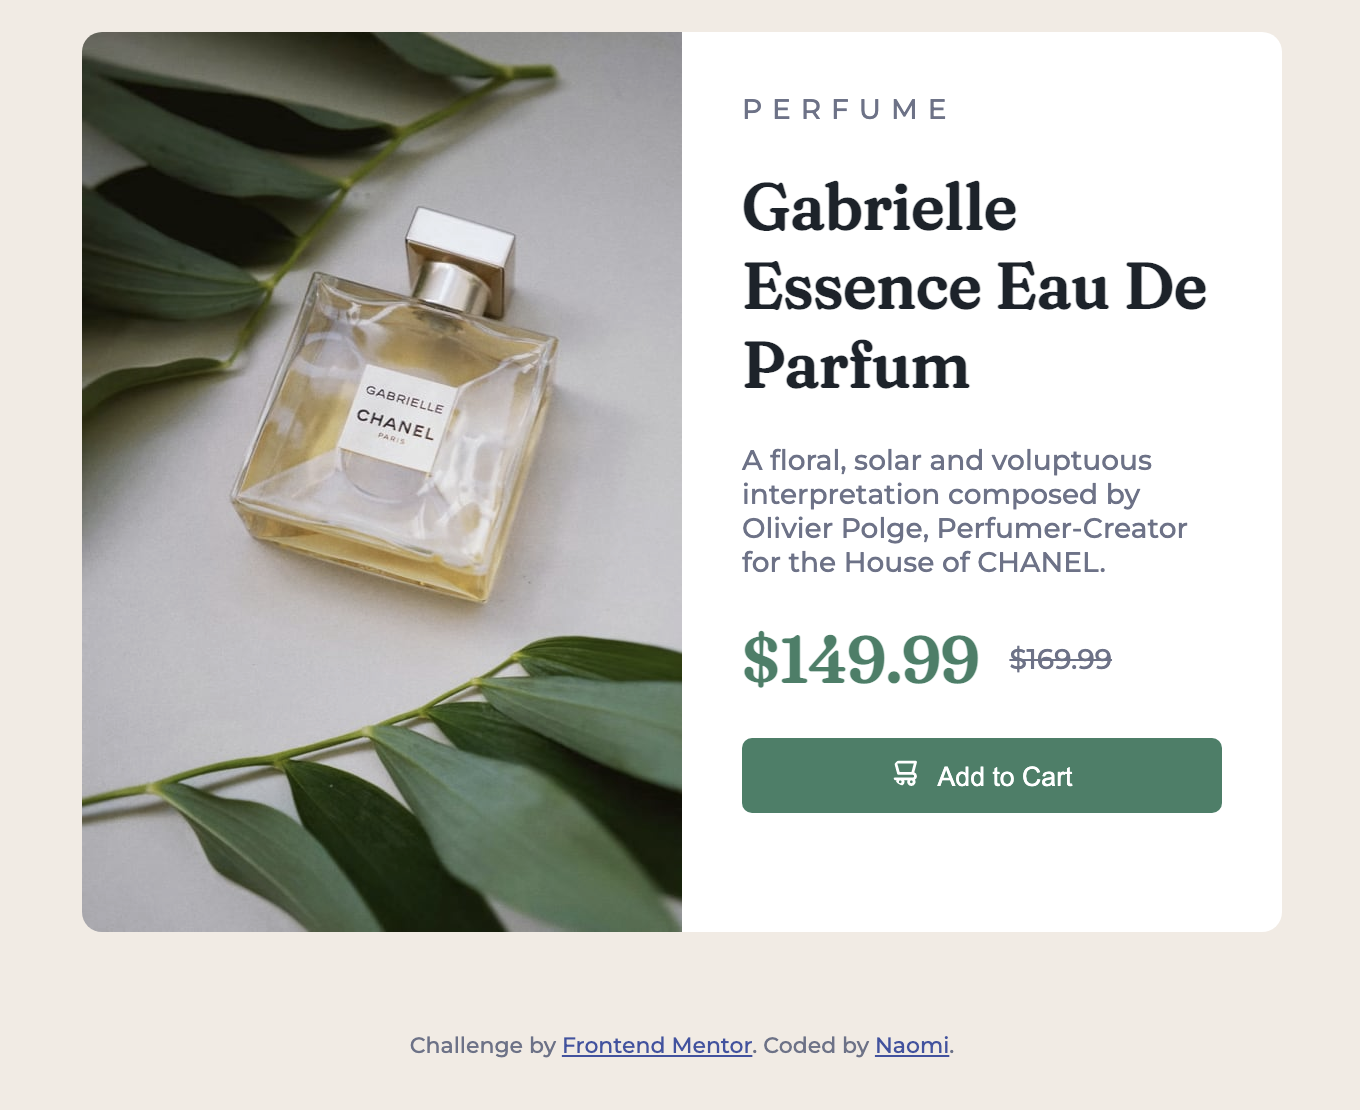 GABRIELLE
CHANEL
PARIS
PERFUME
Gabrielle
Essence Eau De
Parfum
A floral, solar and voluptuous
interpretation composed by
Olivier Polge, Perfumer-Creator
for the House of CHANEL.
$149.99 $169.99
Add to Cart
Challenge by Frontend Mentor. Coded by Naomi.